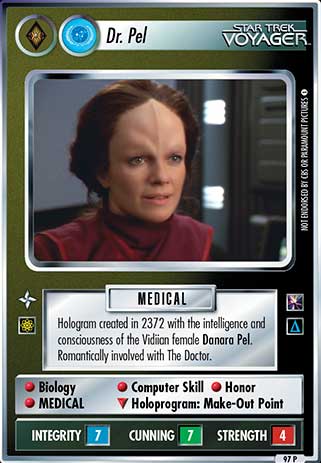 Dr. Pel
STAR TREK
VOYAGER™
NOT ENDORSED BY CBS OR PARAMOUNT PICTURES
MEDICAL
Hologram created in 2372 with the intelligence and
consciousness of the Vidiian female Danara Pel.
Romantically involved with The Doctor.
Biology
Computer Skill
Honor
MEDICAL
Holoprogram: Make-Out Point
INTEGRITY 7
CUNNING 7
STRENGTH 4
97 P